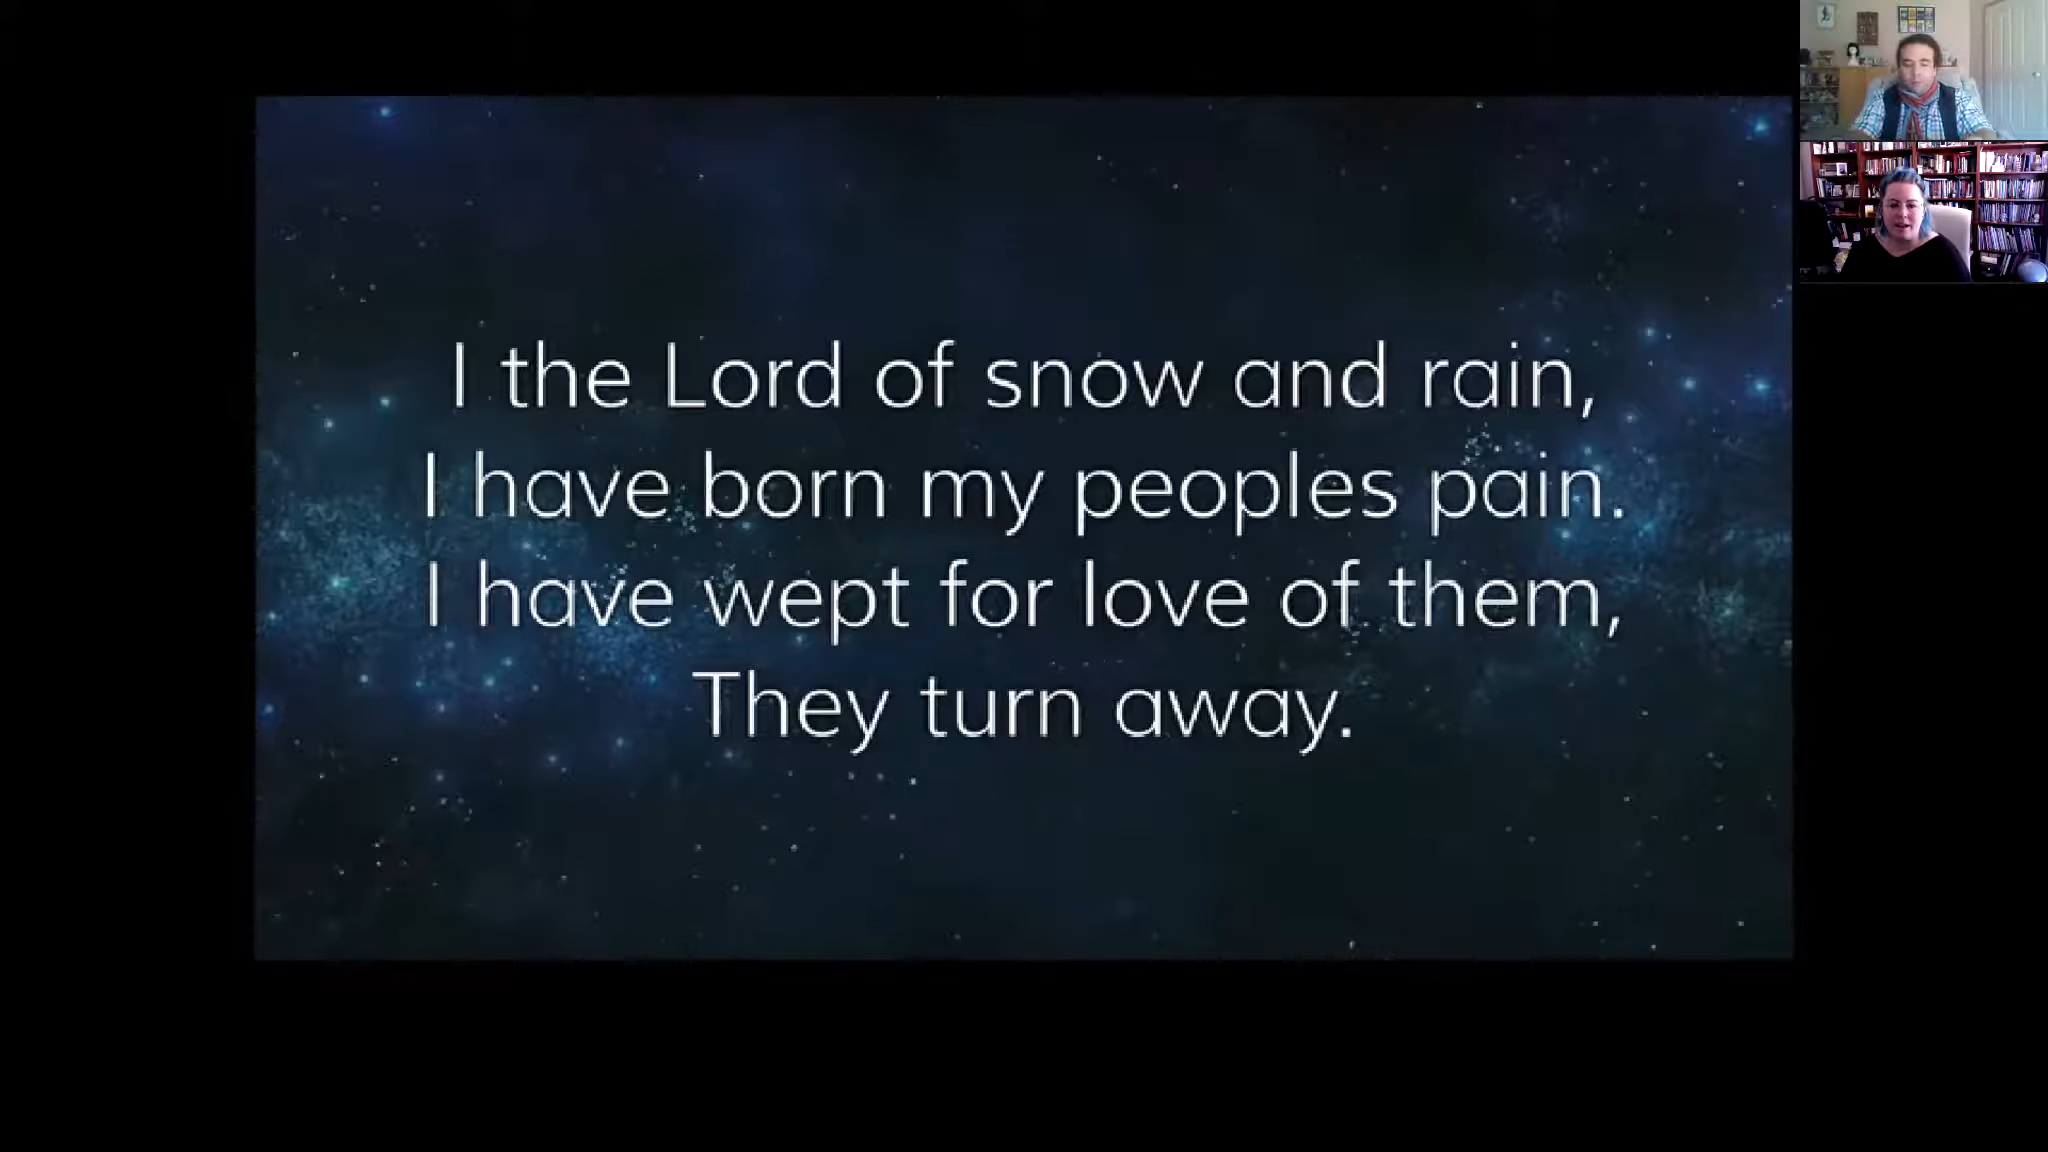 I the Lord of snow and rain,
I have born my peoples pain.
I have wept for love of them,
They turn away.